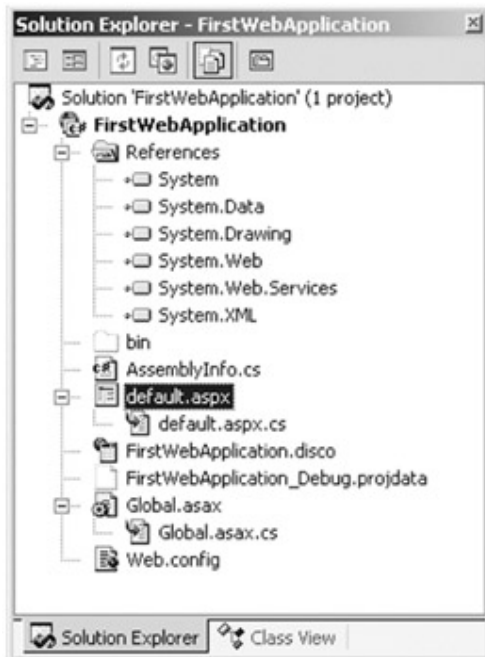 Solution Explorer - FirstWebApplication
Solution 'FirstWebApplication' (1 project)
FirstWebApplication
References
System
System.Data
System.Drawing
System.Web
System.Web.Services
System.XML
bin
AssemblyInfo.cs
default.aspx
default.aspx.cs
FirstWebApplication.disco
FirstWebApplication_Debug.projdata
Global.asax
Global.asax.cs
Web.config
Solution Explorer Class View